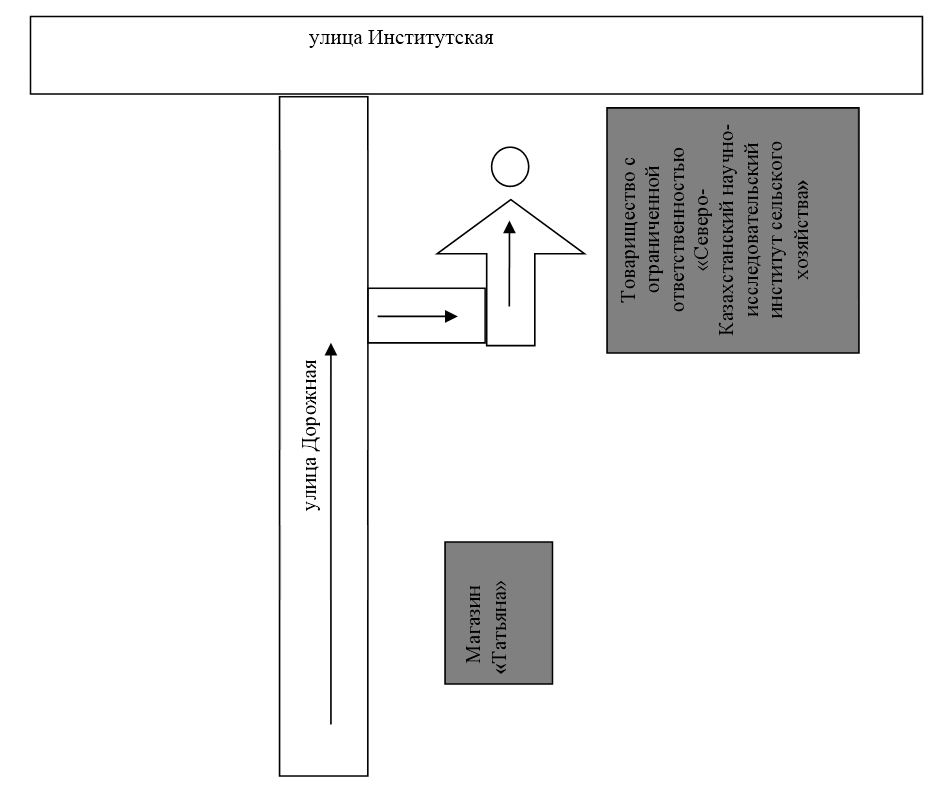 улица Институтская
Товарищество с
ограниченной
ответственностью
«Северо-
Казахстанский научно-
исследовательский
институт сельского
хозяйства»
улица Дорожная
Магазин
«Татьяна»